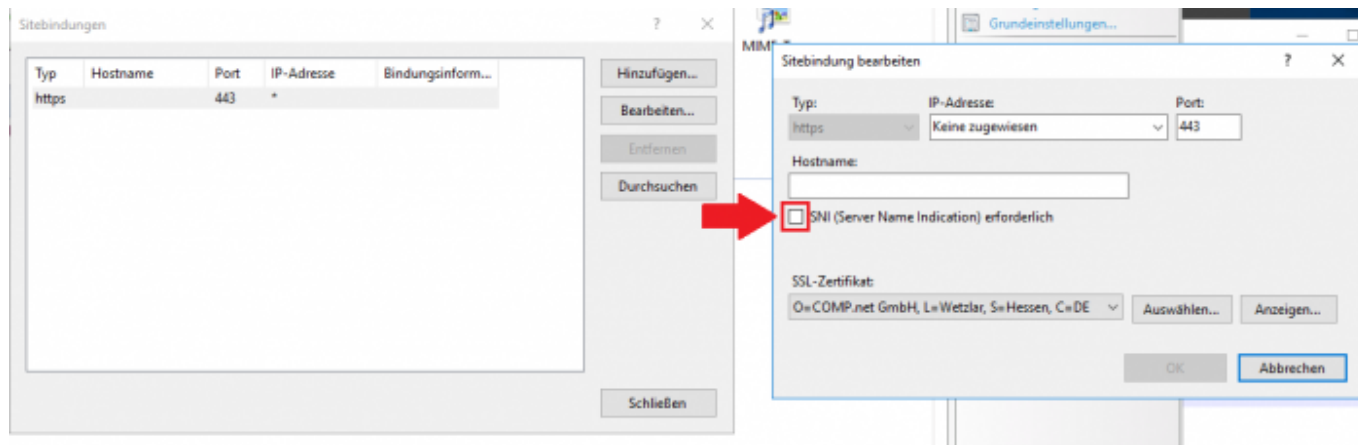 Sitebindungen
Typ Hostname Port IP-Adresse Bindungsinform...
https 443 *
Hinzufügen...
Bearbeiten...
Entfernen
Durchsuchen
Schließen
Grundeinstellungen...
Sitebindung bearbeiten
Typ: IP-Adresse: Port:
https Keine zugewiesen 443
Hostname:
SNI (Server Name Indication) erforderlich
SSL-Zertifikat:
O=COMP.net GmbH, L=Wetzlar, S=Hessen, C=DE Auswählen... Anzeigen...
OK Abbrechen